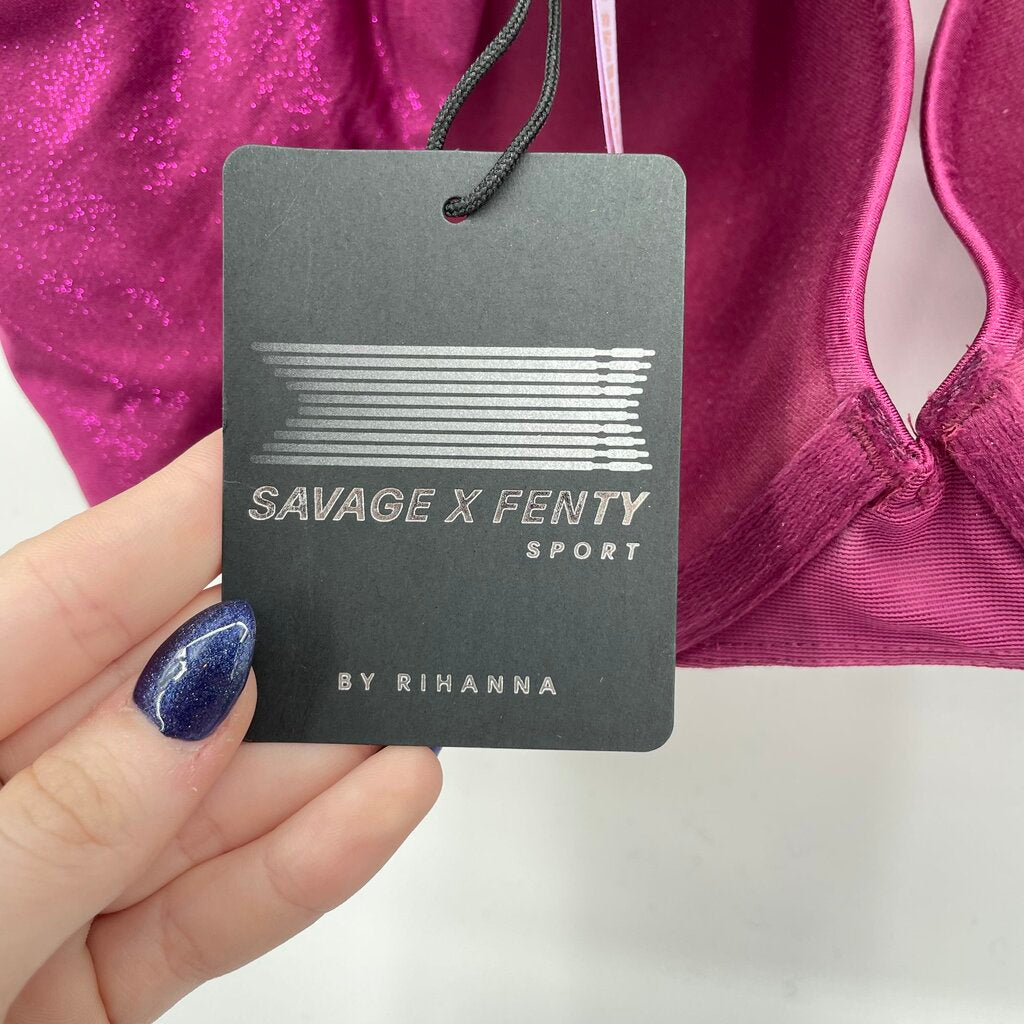 SAVAGE X FENTY
SPORT
BY RIHANNA